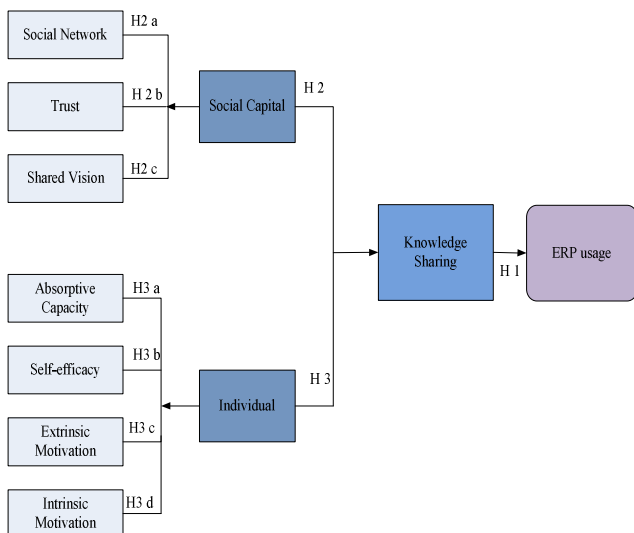 H2 a
Social Network
H 2 b
Trust
Social Capital
H 2
H2 c
Shared Vision
Knowledge
Sharing
H 1
ERP usage
H3 a
Absorptive
Capacity
H3 b
Self-efficacy
Individual
H 3
H3 c
Extrinsic
Motivation
H3 d
Intrinsic
Motivation